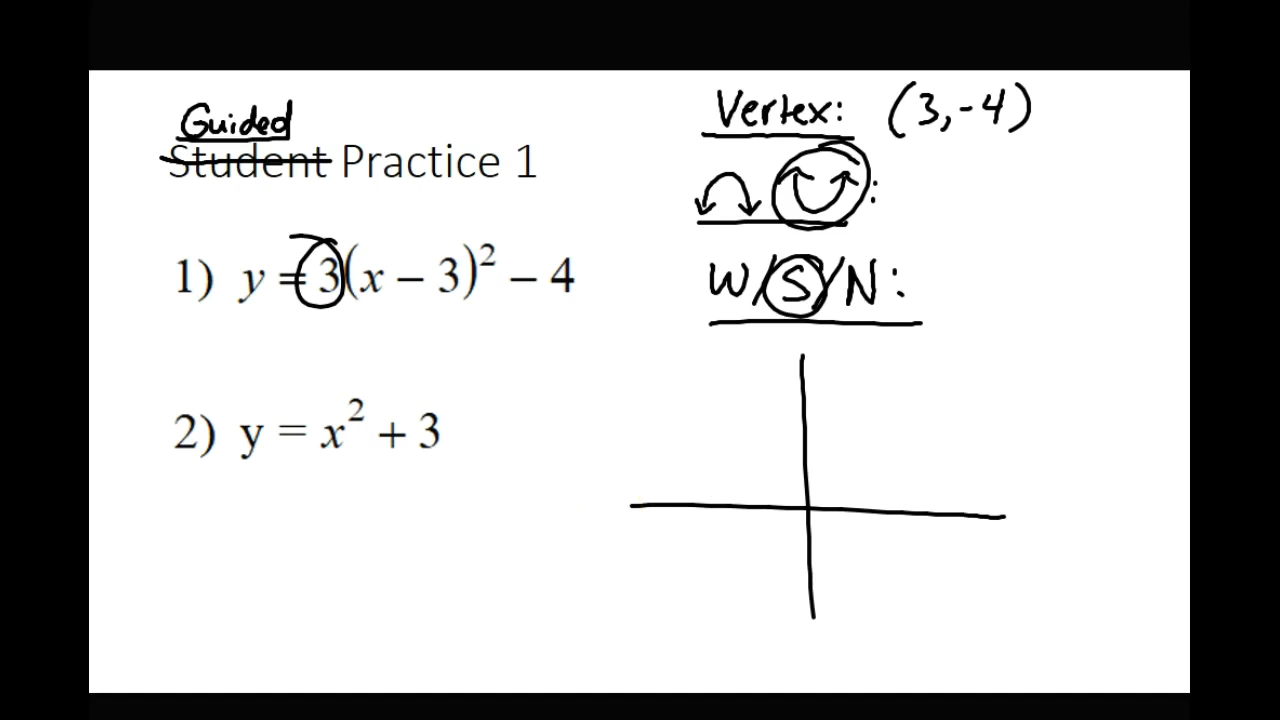 Guided
Student Practice 1
1) y = 3(x – 3)² – 4
2) y = x² + 3
Vertex: (3,-4)
:
W/S/N: